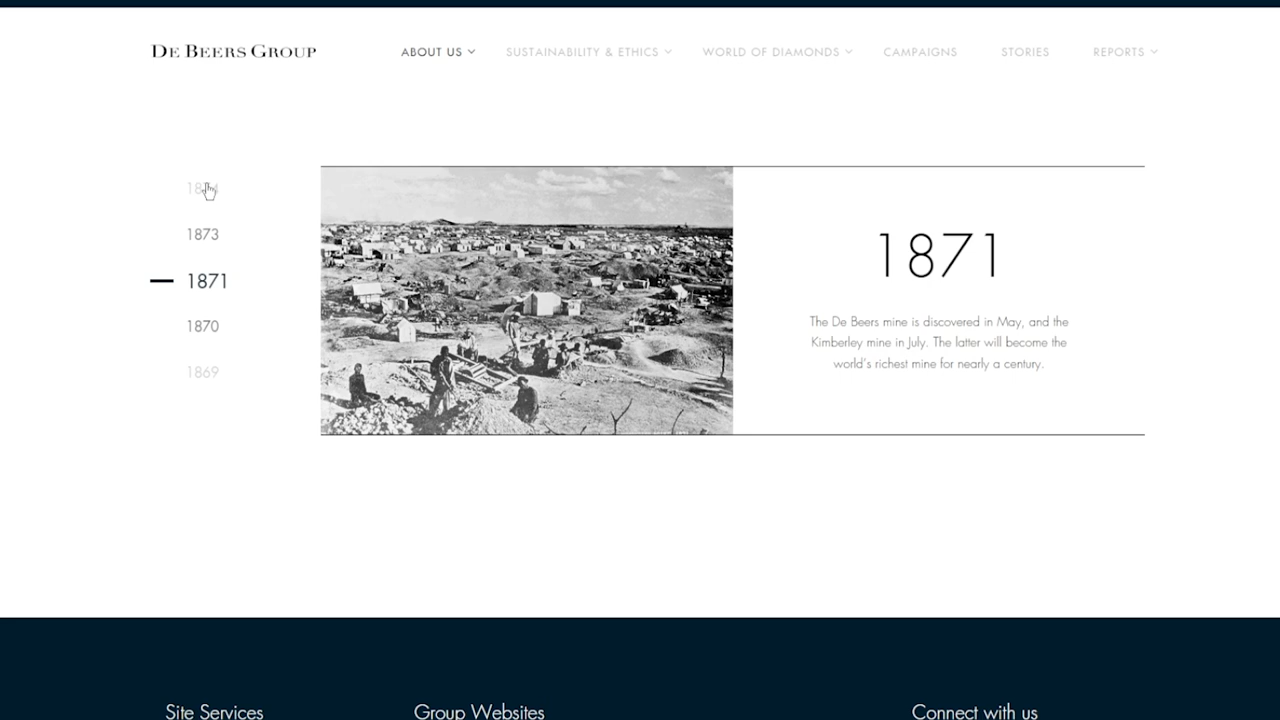 DE BEERS GROUP
ABOUT US
SUSTAINABILITY & ETHICS
WORLD OF DIAMONDS
CAMPAIGNS
STORIES
REPORTS
1873
1871
1870
1869
1871
The De Beers mine is discovered in May, and the
Kimberley mine in July. The latter will become the
world's richest mine for nearly a century.
Site Services
Group Websites
Connect with us